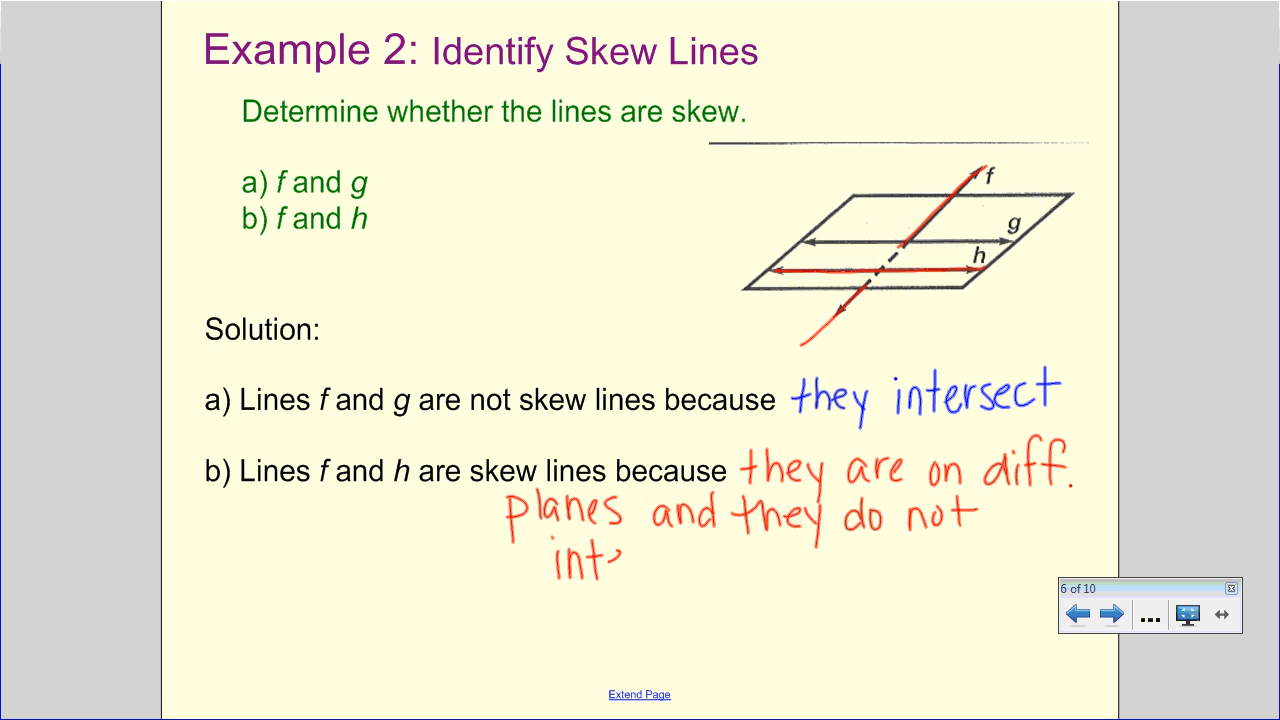 Example 2: Identify Skew Lines
Determine whether the lines are skew.
a) f and g
b) f and h
f
g
h
Solution:
a) Lines f and g are not skew lines because they intersect
b) Lines f and h are skew lines because they are on diff.
planes and they do not
int
6 of 10
...
Extend Page